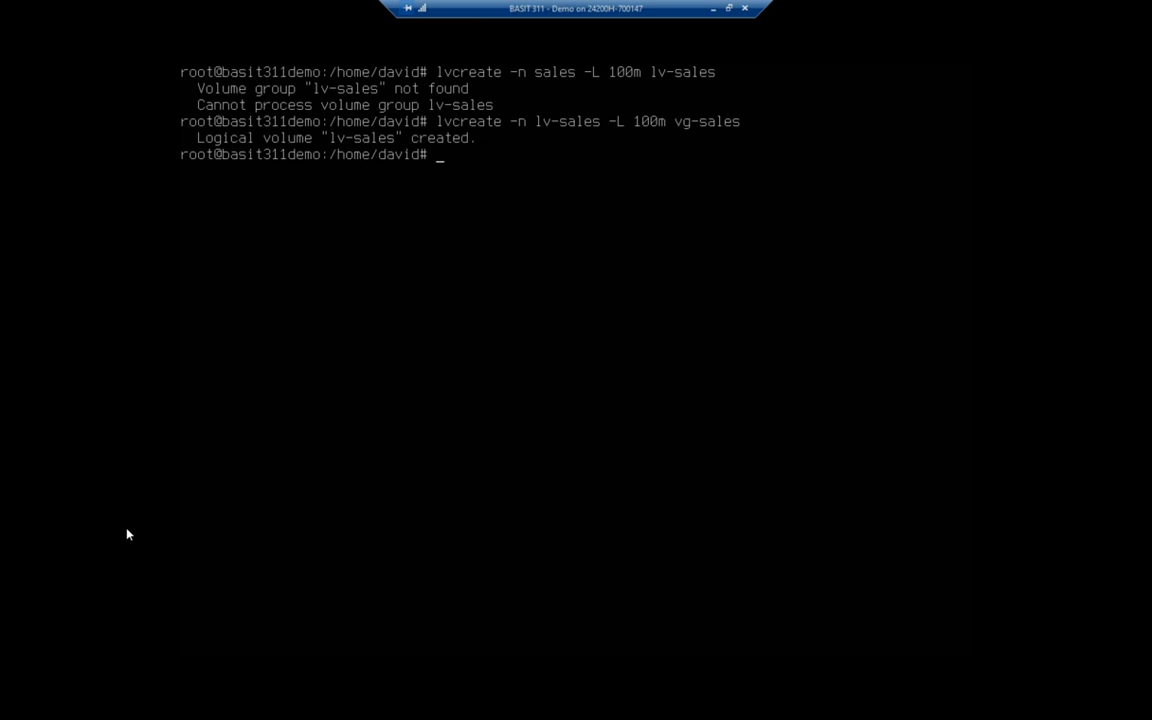 BASIT 311 - Demo on 24200H-700147
root@basit311demo:/home/david# lvcreate -n sales -L 100m lv-sales
  Volume group "lv-sales" not found
  Cannot process volume group lv-sales
root@basit311demo:/home/david# lvcreate -n lv-sales -L 100m vg-sales
  Logical volume "lv-sales" created.
root@basit311demo:/home/david# _